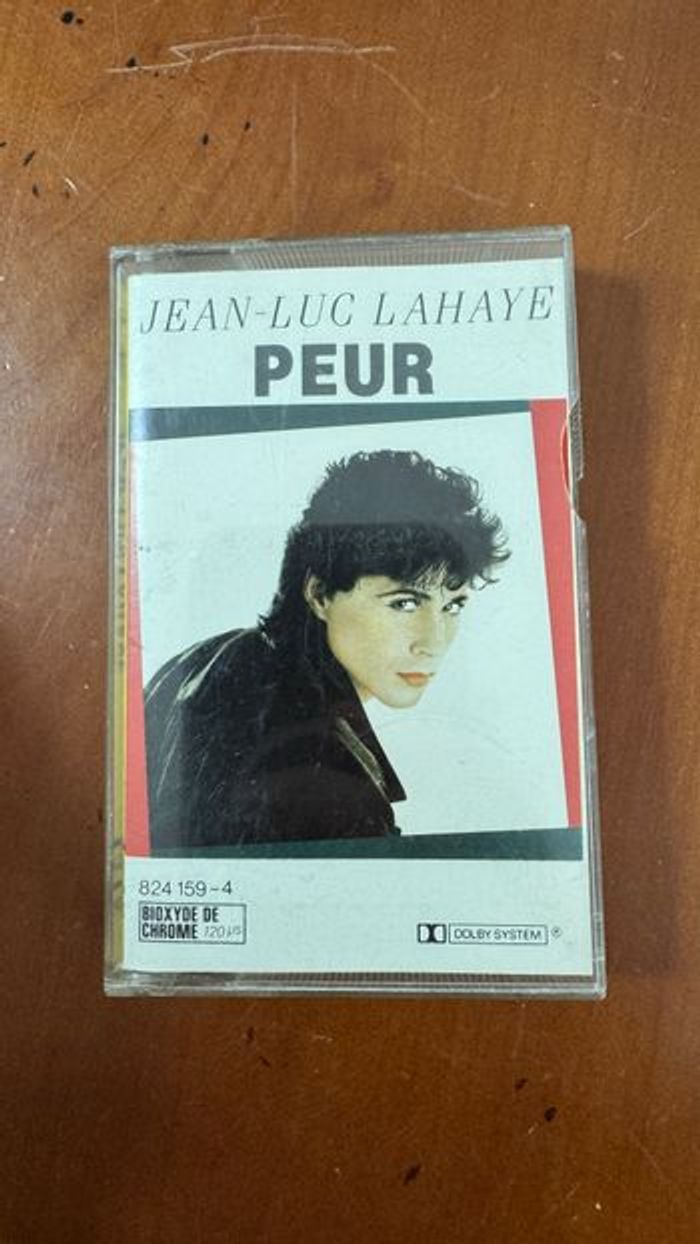 JEAN-LUC LAHAYE
PEUR
824 159-4
BIOXYDE DE
CHROME 120 µs
DOLBY SYSTEM ®